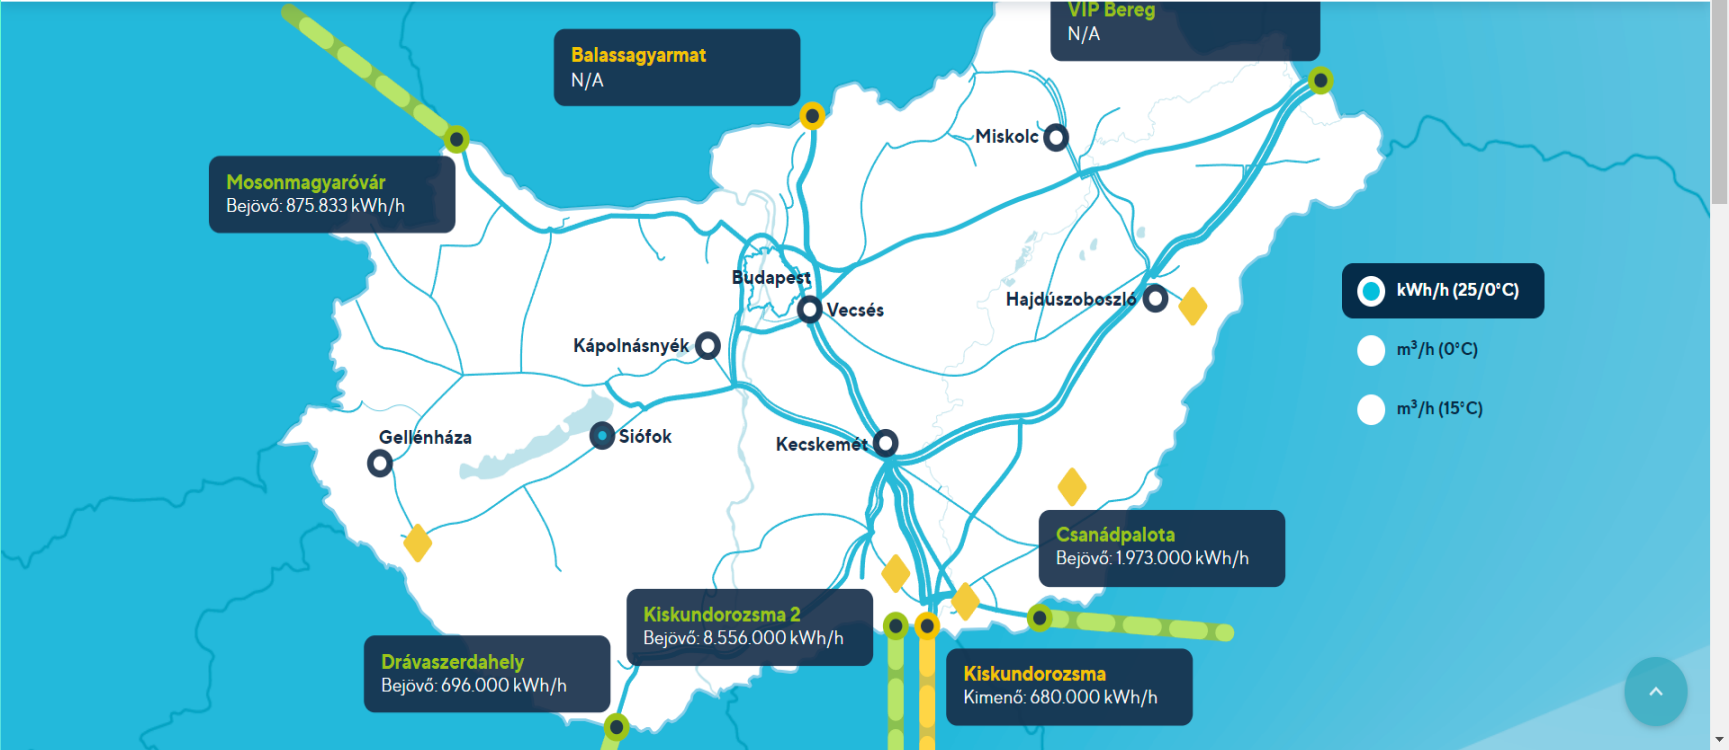 VIP Bereg
N/A
Balassagyarmat
N/A
Miskolc
Mosonmagyaróvár
Bejövő: 875.833 kWh/h
Budapest
Vecsés
Hajdúszoboszló
kWh/h (25/0°C)
Kápolnásnyék
m³/h (0°C)
m³/h (15°C)
Gellénháza
Siófok
Kecskemét
Csanádpalota
Bejövő: 1.973.000 kWh/h
Kiskundorozsma 2
Bejövő: 8.556.000 kWh/h
Drávaszerdahely
Bejövő: 696.000 kWh/h
Kiskundorozsma
Kimenő: 680.000 kWh/h